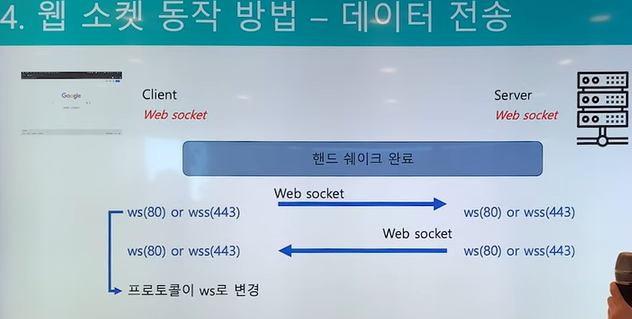 4. 웹 소켓 동작 방법 – 데이터 전송
Google
Client
Server
Web socket
Web socket
핸드 쉐이크 완료
Web socket
ws(80) or wss(443)
ws(80) or wss(443)
Web socket
ws(80) or wss(443)
ws(80) or wss(443)
프로토콜이 ws로 변경